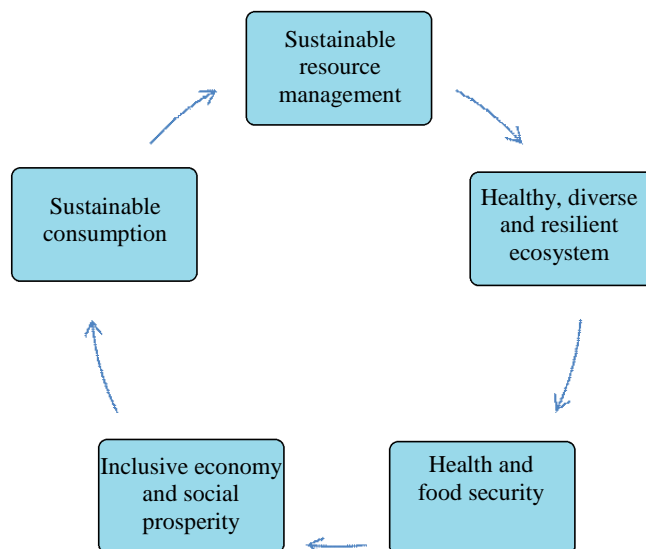 Sustainable
resource
management
Healthy, diverse
and resilient
ecosystem
Health and
food security
Inclusive economy
and social
prosperity
Sustainable
consumption